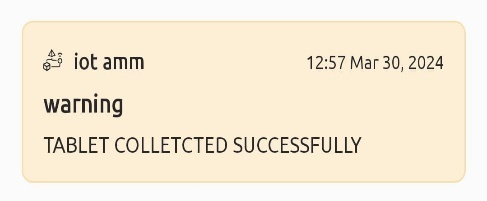 iot amm 12:57 Mar 30, 2024
warning
TABLET COLLETCTED SUCCESSFULLY